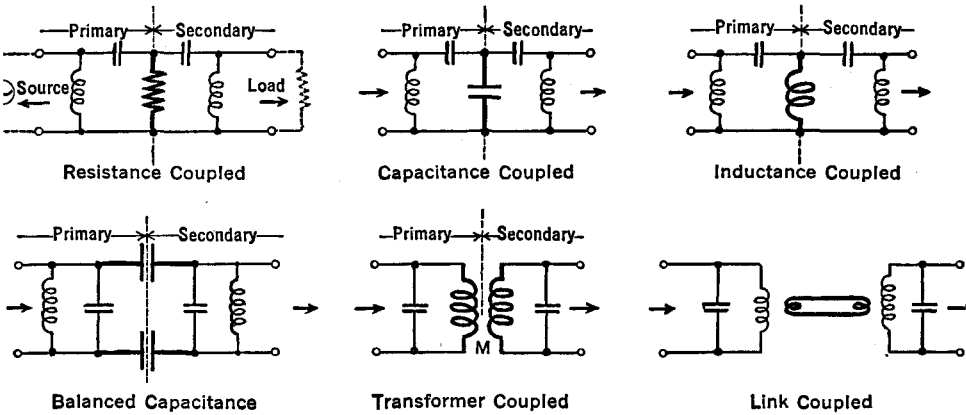 Primary Secondary
Source
Load
Resistance Coupled
Primary Secondary
Capacitance Coupled
Primary Secondary
Inductance Coupled
Primary Secondary
Balanced Capacitance
Primary Secondary
M
Transformer Coupled
Link Coupled